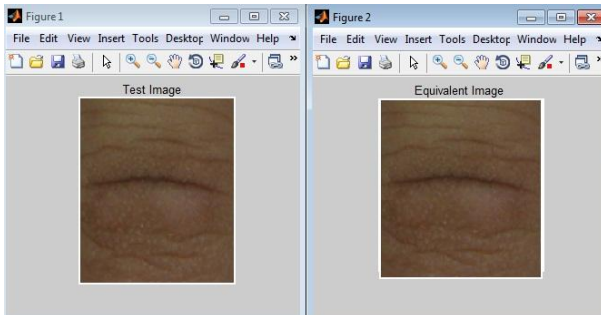 Figure 1
File Edit View Insert Tools Desktop Window Help
Test Image
Figure 2
File Edit View Insert Tools Desktop Window Help
Equivalent Image